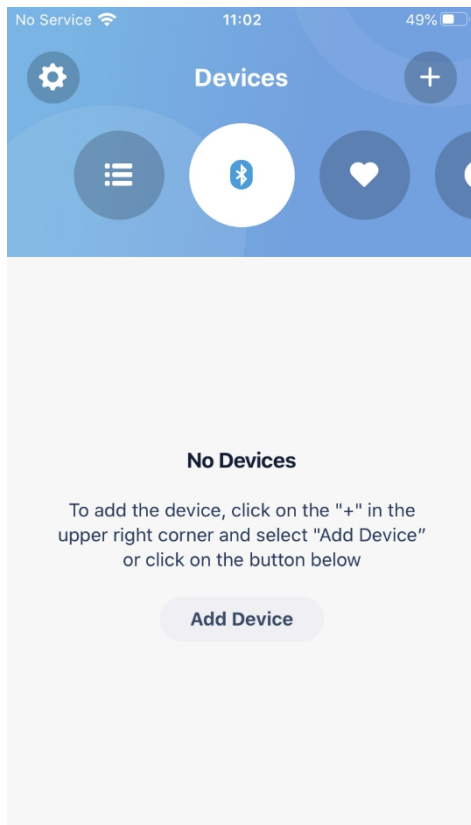 No Service 11:02 49%
Devices
No Devices
To add the device, click on the "+" in the
upper right corner and select "Add Device”
or click on the button below
Add Device